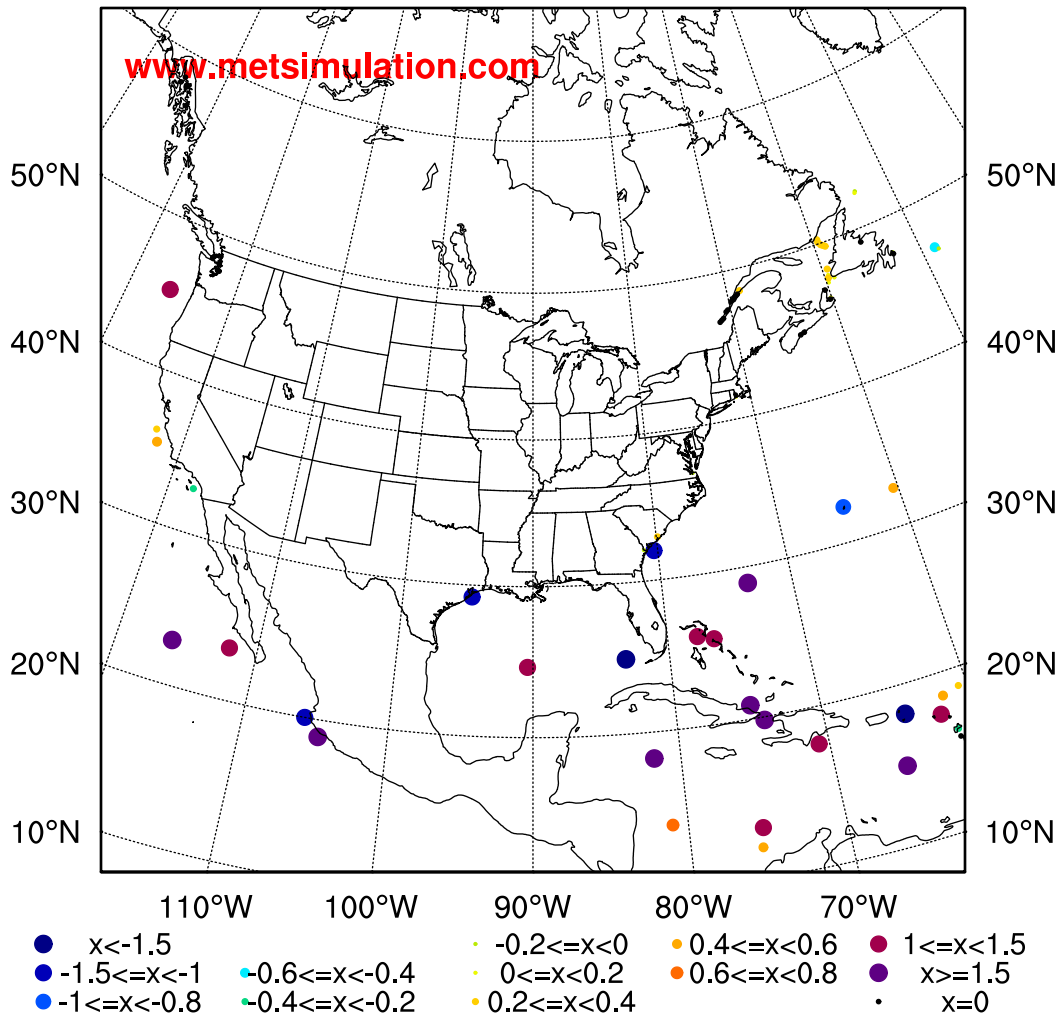 www.metsimulation.com
50°N 50°N
40°N 40°N
30°N 30°N
20°N 20°N
10°N 10°N
110°W 100°W 90°W 80°W 70°W
x<-1.5 -0.2<=x<0 0.4<=x<0.6 1<=x<1.5
-1.5<=x<-1 -0.6<=x<-0.4 0<=x<0.2 0.6<=x<0.8 x>=1.5
-1<=x<-0.8 -0.4<=x<-0.2 0.2<=x<0.4 x=0